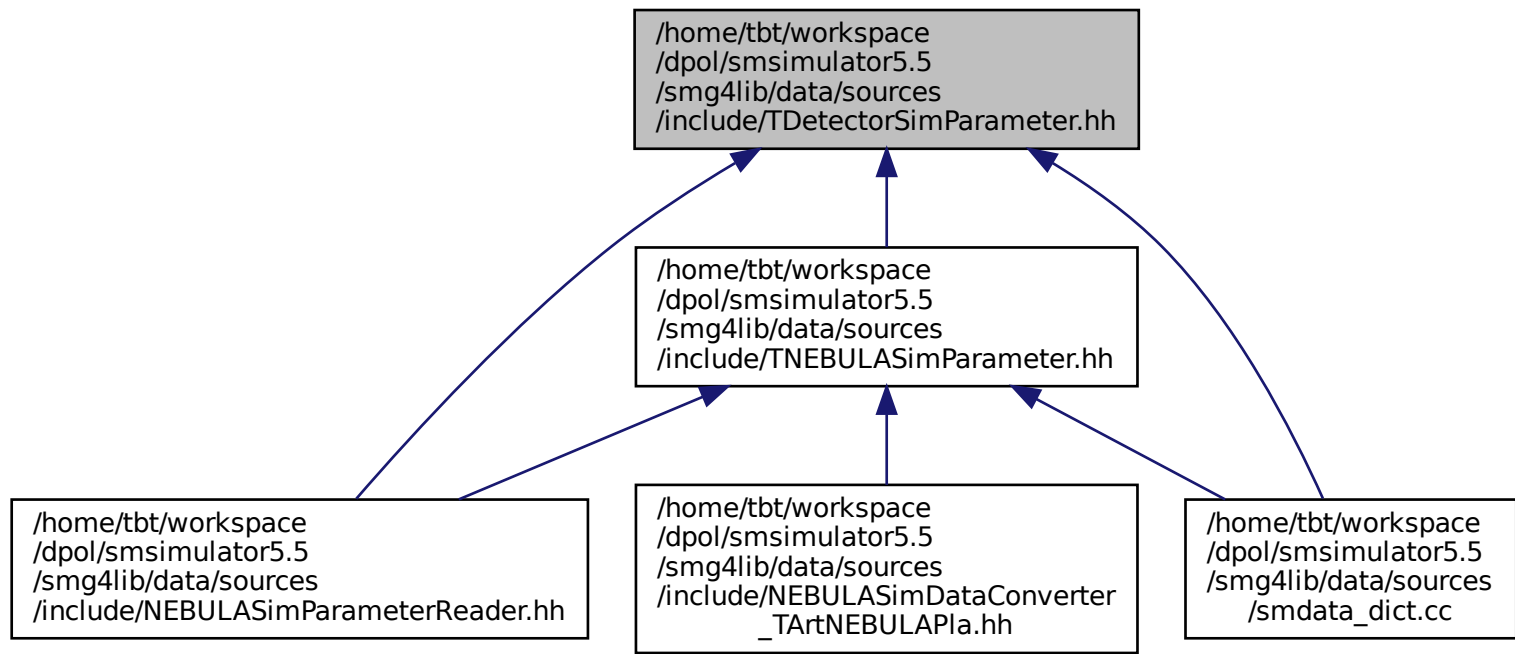 /home/tbt/workspace
/dpol/smsimulator5.5
/smg4lib/data/sources
/include/TDetectorSimParameter.hh
/home/tbt/workspace
/dpol/smsimulator5.5
/smg4lib/data/sources
/include/TNEBULASimParameter.hh
/home/tbt/workspace
/dpol/smsimulator5.5
/smg4lib/data/sources
/include/NEBULASimParameterReader.hh
/home/tbt/workspace
/dpol/smsimulator5.5
/smg4lib/data/sources
/include/NEBULASimDataConverter
_TArtNEBULAPla.hh
/home/tbt/workspace
/dpol/smsimulator5.5
/smg4lib/data/sources
/smdata_dict.cc